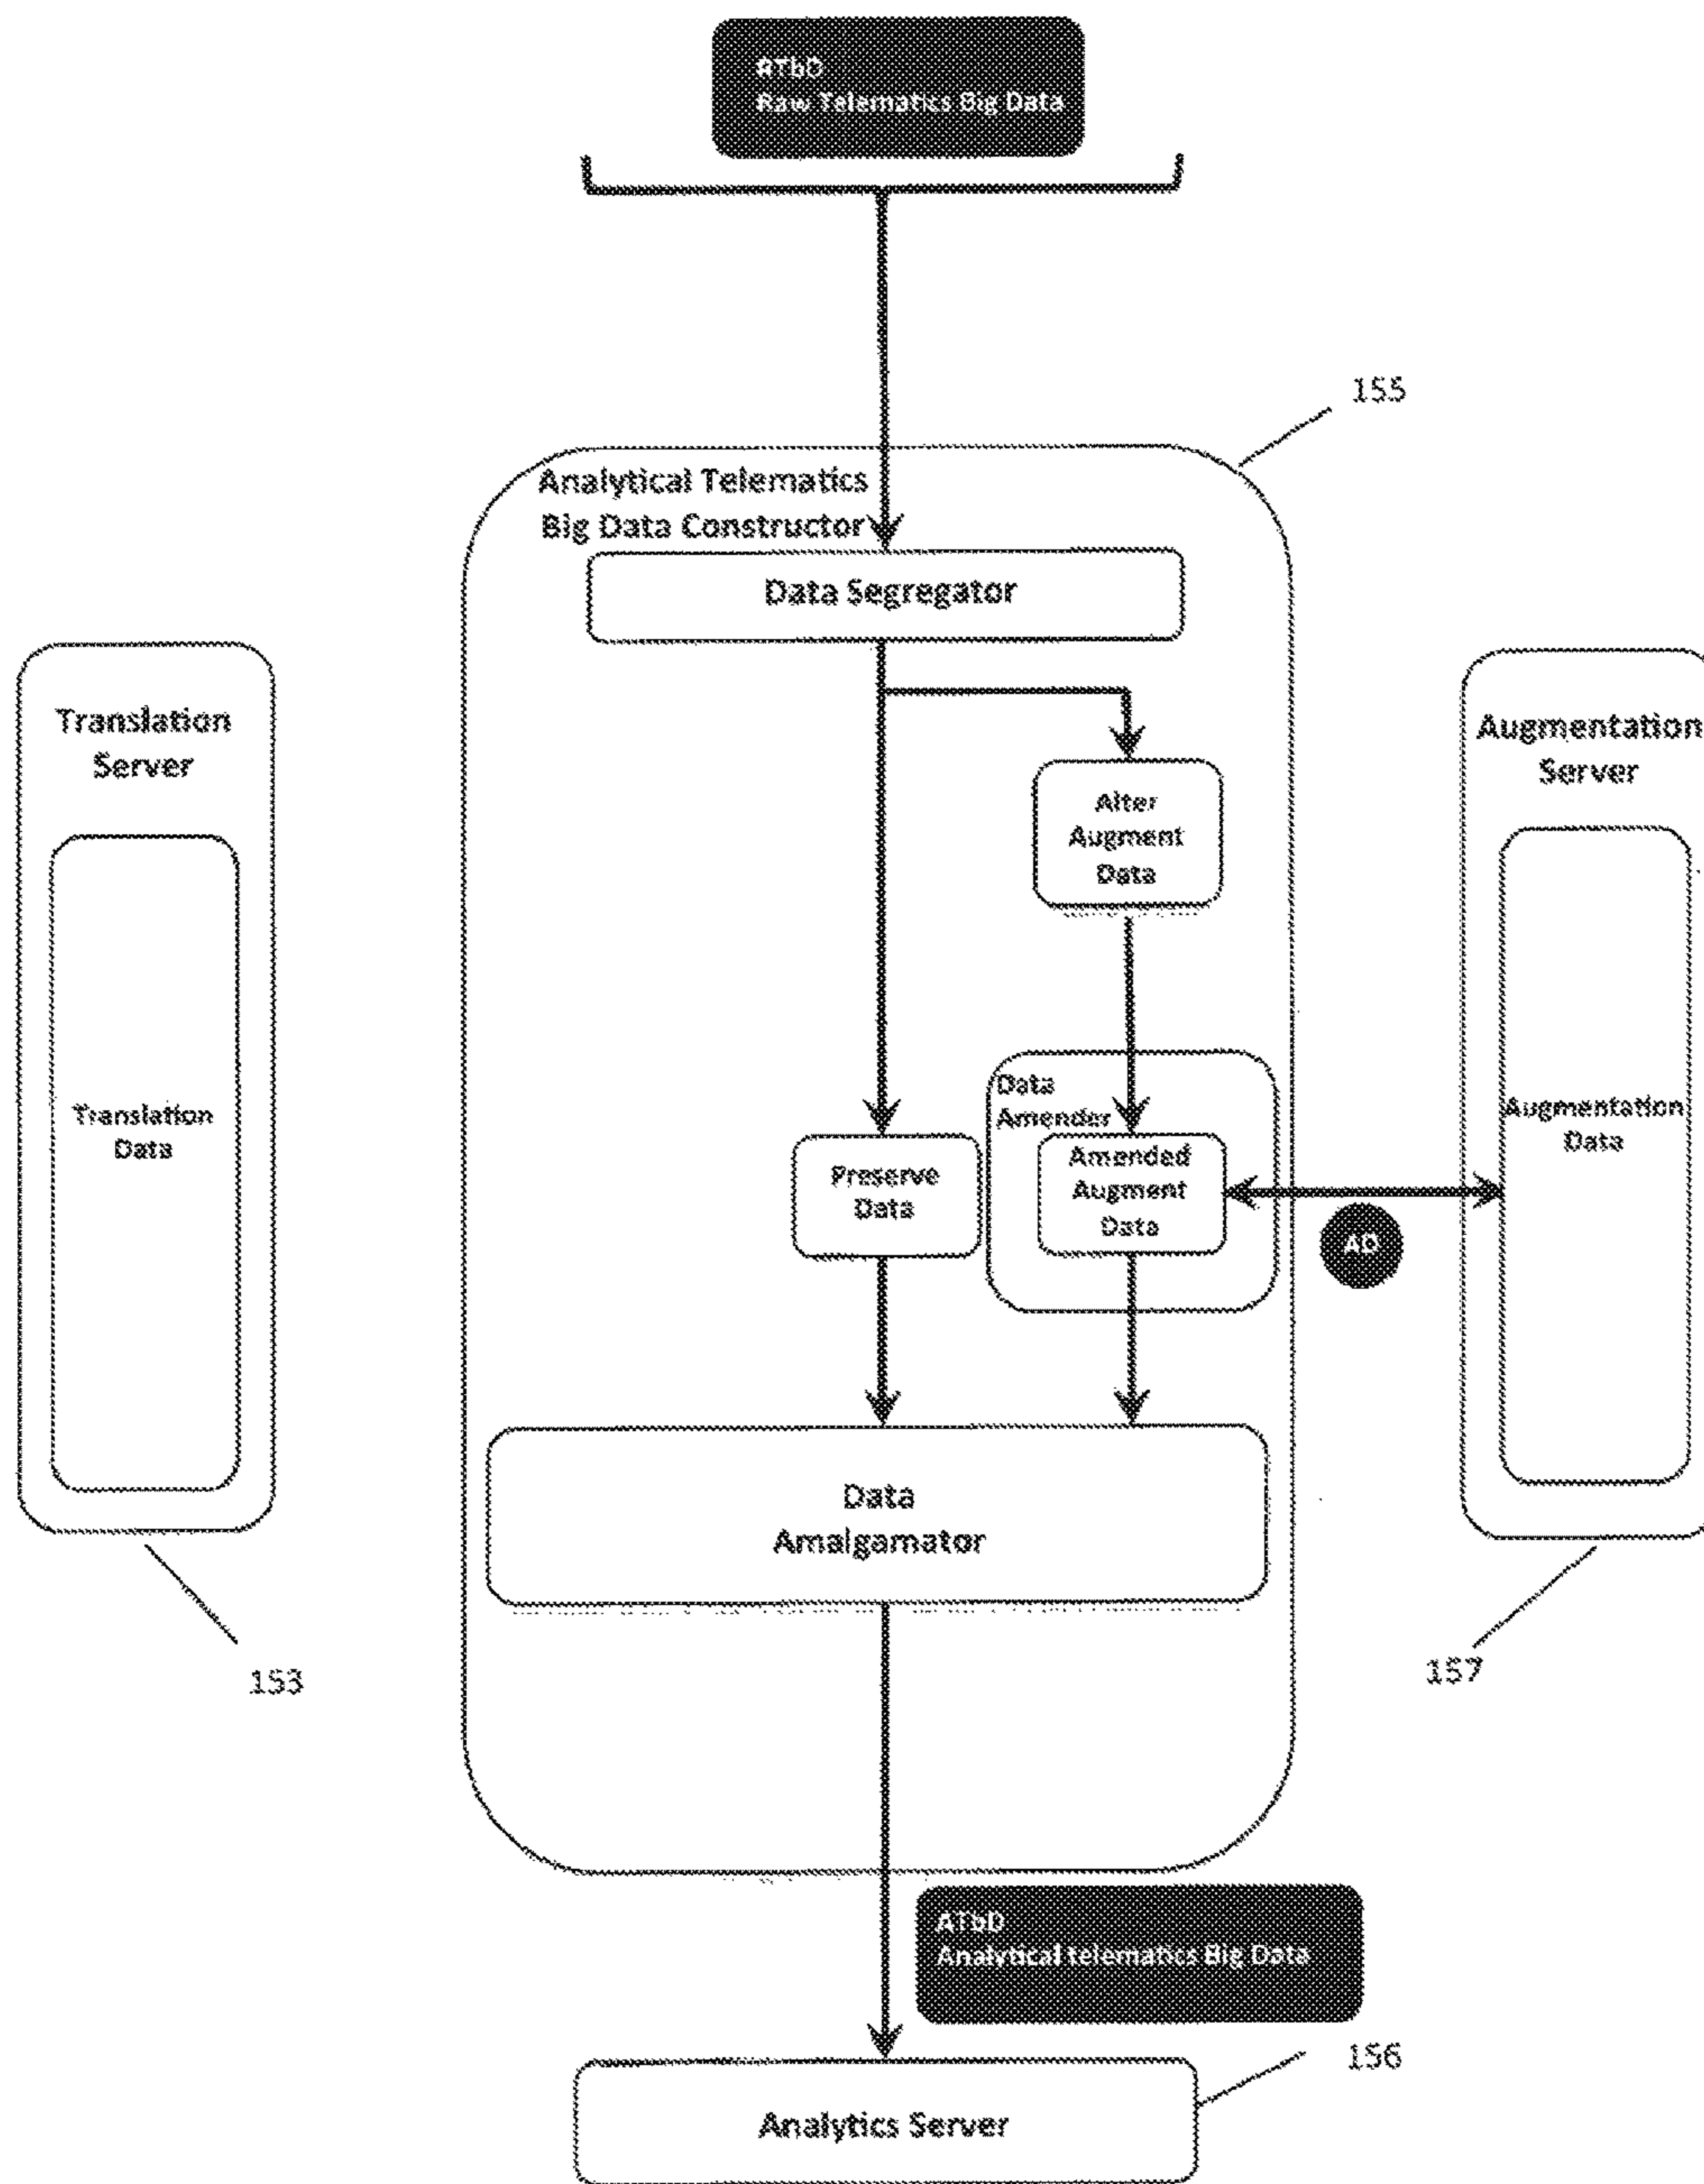 RTbD
Raw Telematics Big Data
155
Analytical Telematics
Big Data Constructor
Data Segregator
Translation
Server
Augmentation
Server
Alter
Augment
Data
Translation
Data
Data
Amender
Augmentation
Data
Preserve
Data
Amended
Augment
Data
AD
Data
Amalgamator
153
157
ATbD
Analytical telematics Big Data
156
Analytics Server